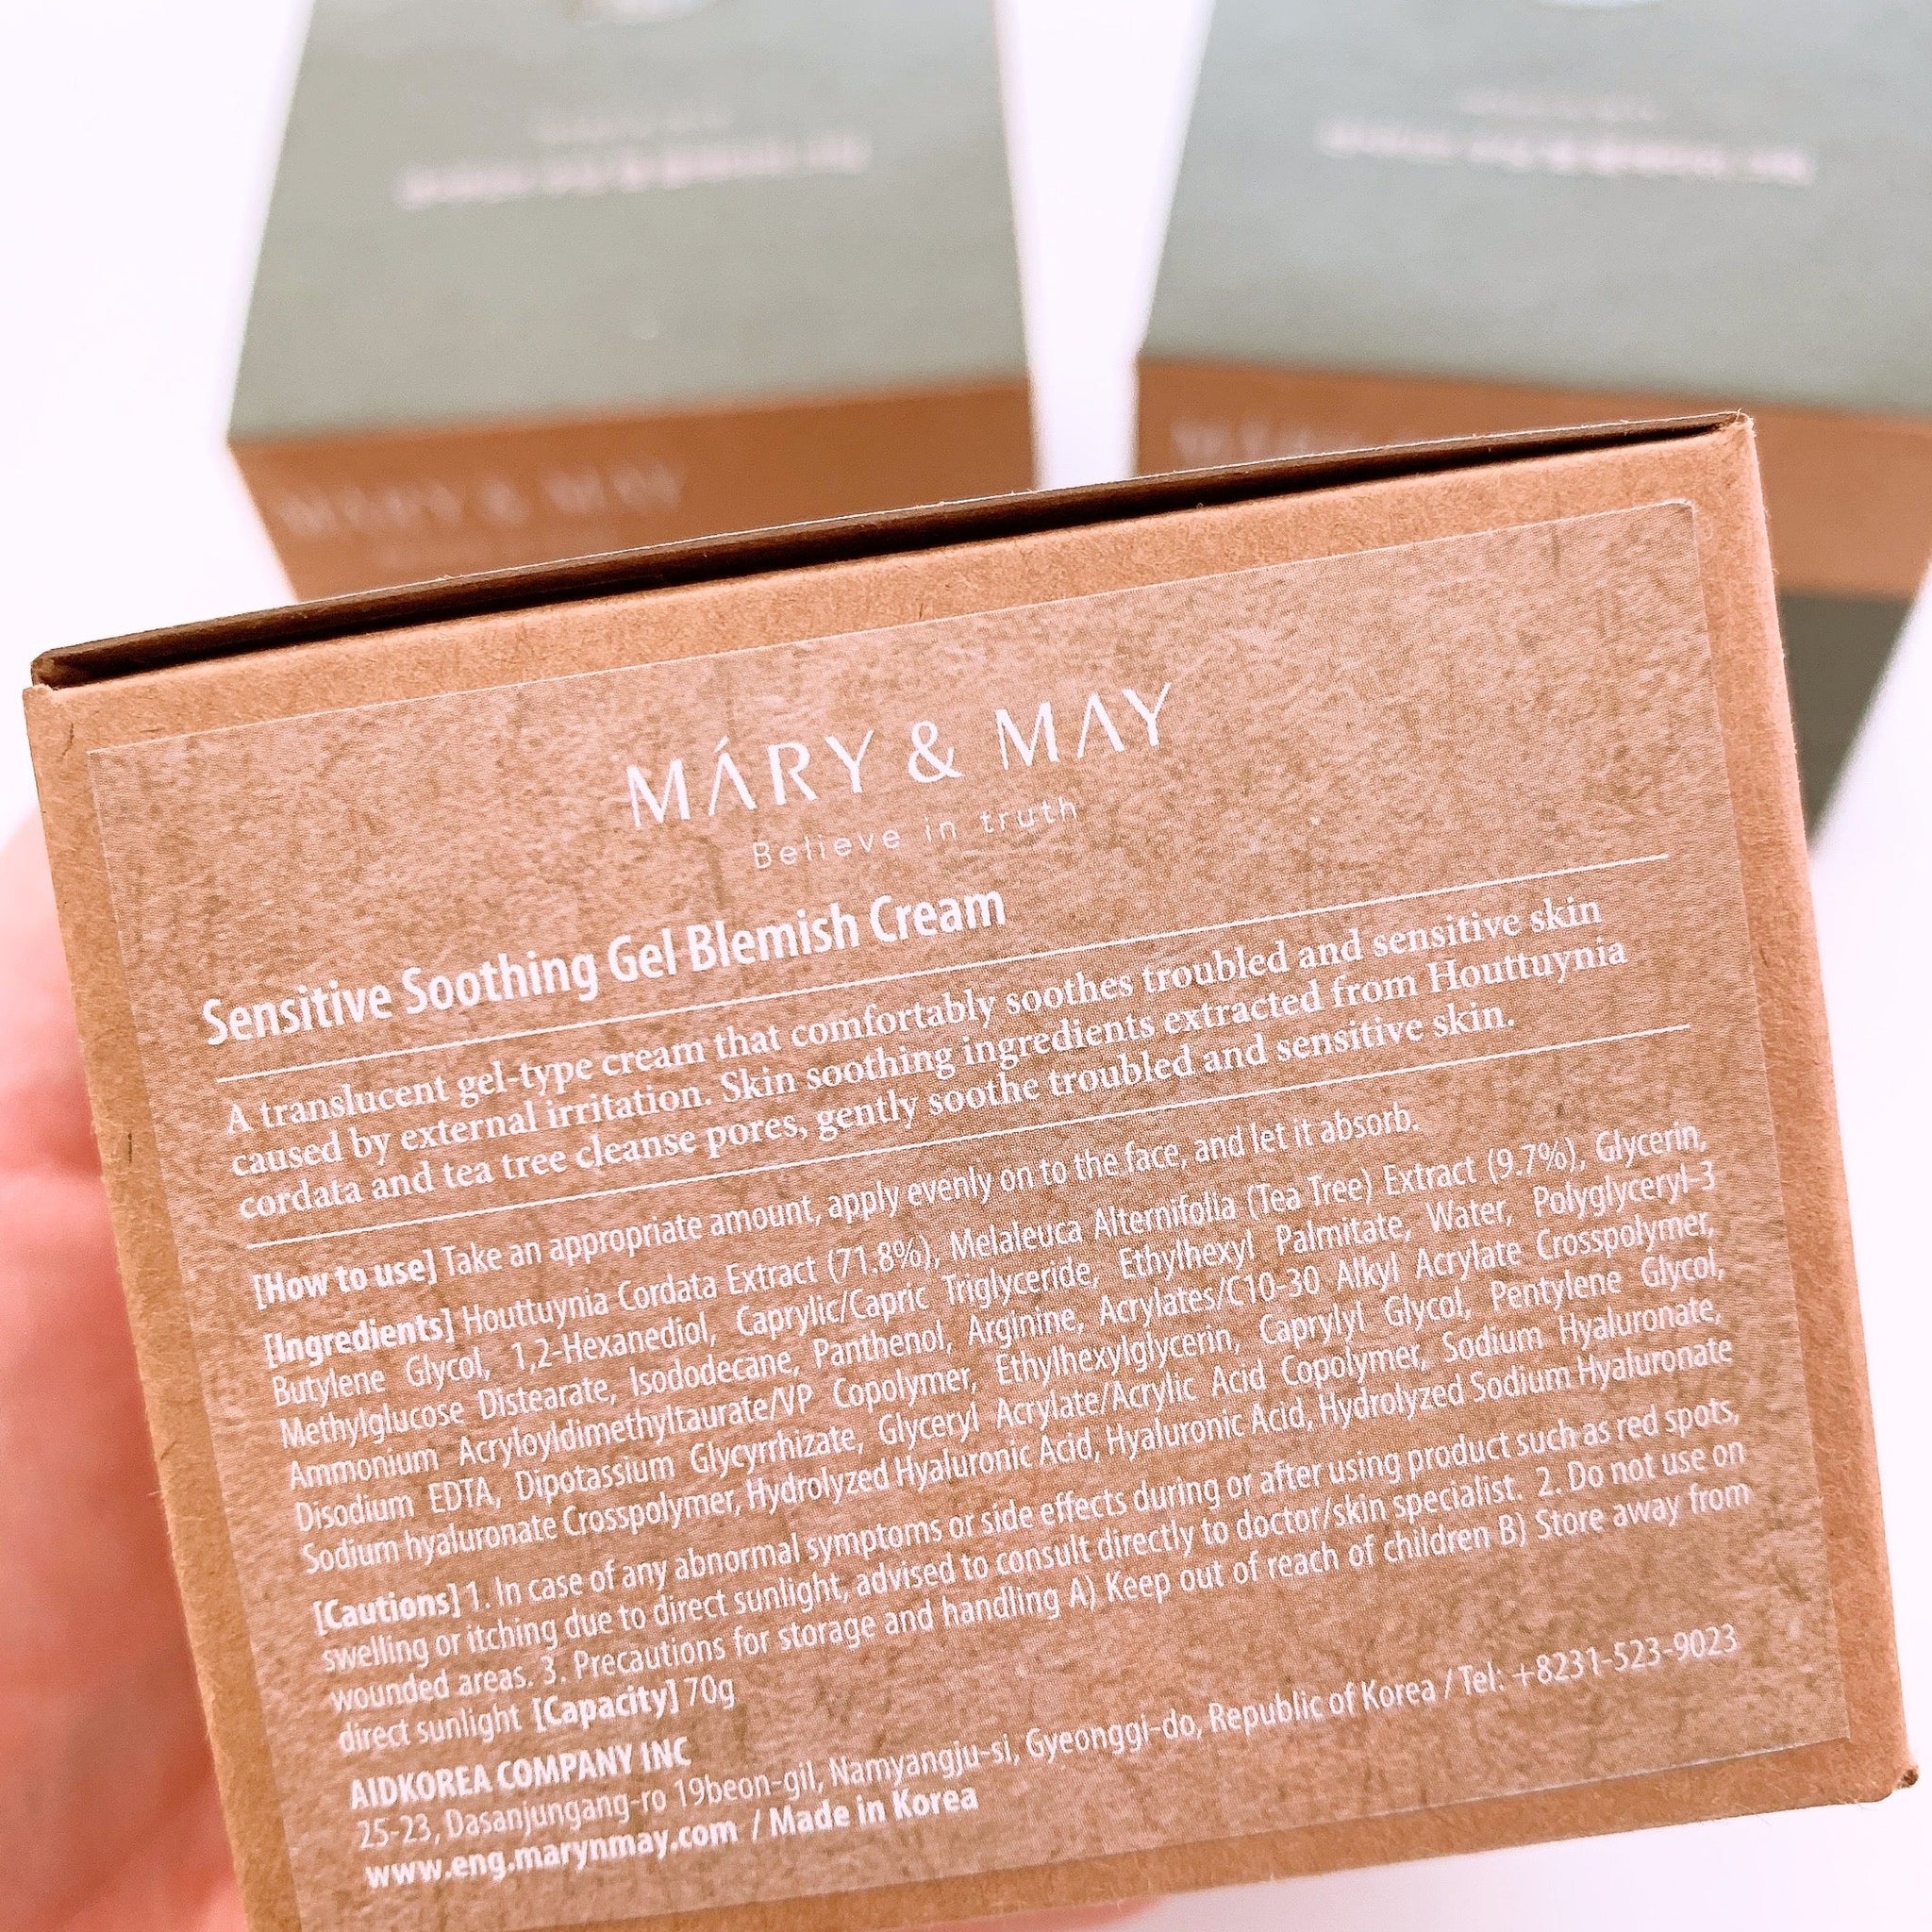 MÁRY & MAY
MÁRY & MAY
Believe in truth
Sensitive Soothing Gel Blemish Cream
A translucent gel-type cream that comfortably soothes troubled and sensitive skin
caused by external irritation. Skin soothing ingredients extracted from Houttuynia
cordata and tea tree cleanse pores, gently soothe troubled and sensitive skin.
[How to use] Take an appropriate amount, apply evenly on to the face, and let it absorb.
[Ingredients] Houttuynia Cordata Extract (71.8%), Melaleuca Alternifolia (Tea Tree) Extract (9.7%), Glycerin,
Butylene Glycol, 1,2-Hexanediol, Caprylic/Capric Triglyceride, Ethylhexyl Palmitate, Water, Polyglyceryl-3
Methylglucose Distearate, Isododecane, Panthenol, Arginine, Acrylates/C10-30 Alkyl Acrylate Crosspolymer,
Ammonium Acryloyldimethyltaurate/VP Copolymer, Ethylhexylglycerin, Caprylyl Glycol, Pentylene Glycol,
Disodium EDTA, Dipotassium Glycyrrhizate, Glyceryl Acrylate/Acrylic Acid Copolymer, Sodium Hyaluronate,
Sodium hyaluronate Crosspolymer, Hydrolyzed Hyaluronic Acid, Hyaluronic Acid, Hydrolyzed Sodium Hyaluronate
[Cautions] 1. In case of any abnormal symptoms or side effects during or after using product such as red spots,
swelling or itching due to direct sunlight, advised to consult directly to doctor/skin specialist. 2. Do not use on
wounded areas. 3. Precautions for storage and handling A) Keep out of reach of children B) Store away from
direct sunlight [Capacity] 70g
AIDKOREA COMPANY INC
25-23, Dasanjungang-ro 19beon-gil, Namyangju-si, Gyeonggi-do, Republic of Korea / Tel: +8231-523-9023
www.eng.marynmay.com / Made in Korea